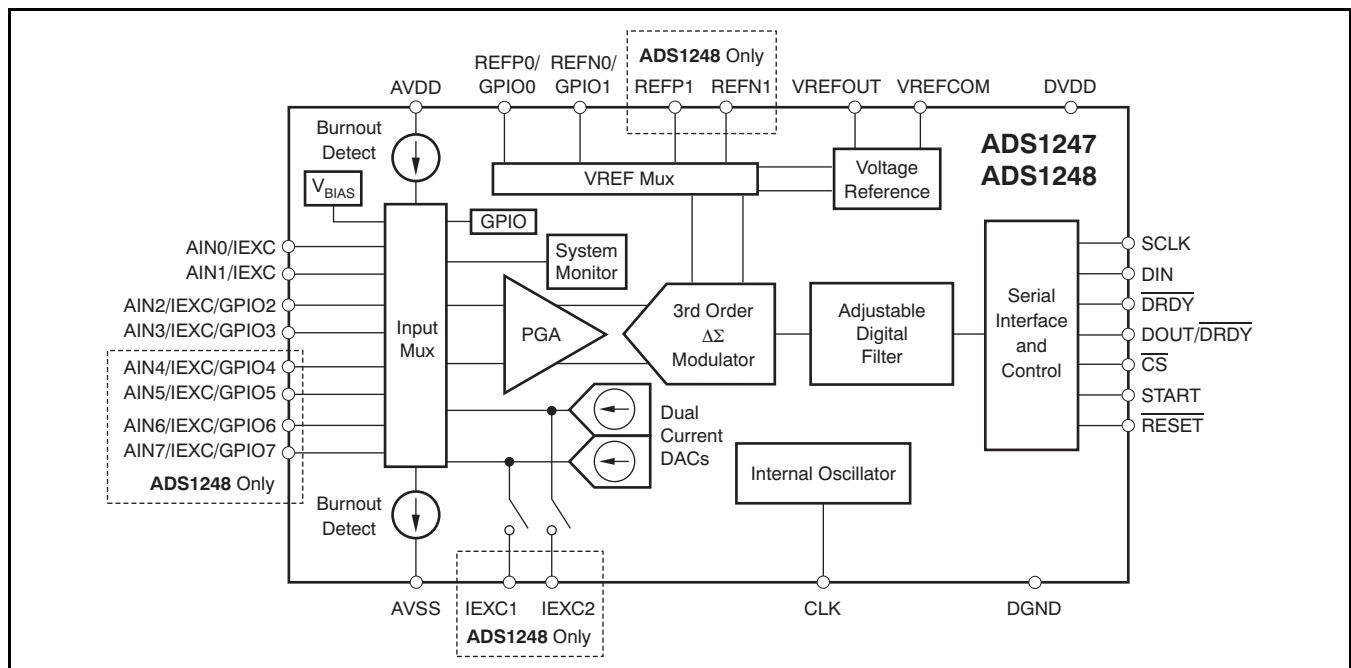 ADS1248 Only
REFP0/
GPIO0
REFN0/
GPIO1
REFP1
REFN1
AVDD
VREFOUT
VREFCOM
DVDD
ADS1247
ADS1248
Burnout
Detect
VBIAS
VREF Mux
Voltage
Reference
GPIO
System
Monitor
AIN0/IEXC
AIN1/IEXC
AIN2/IEXC/GPIO2
AIN3/IEXC/GPIO3
AIN4/IEXC/GPIO4
AIN5/IEXC/GPIO5
AIN6/IEXC/GPIO6
AIN7/IEXC/GPIO7
ADS1248 Only
Input
Mux
PGA
3rd Order
ΔΣ
Modulator
Adjustable
Digital
Filter
Serial
Interface
and
Control
SCLK
DIN
DRDY
DOUT/DRDY
CS
START
RESET
Dual
Current
DACs
Internal Oscillator
Burnout
Detect
AVSS
IEXC1
IEXC2
ADS1248 Only
CLK
DGND